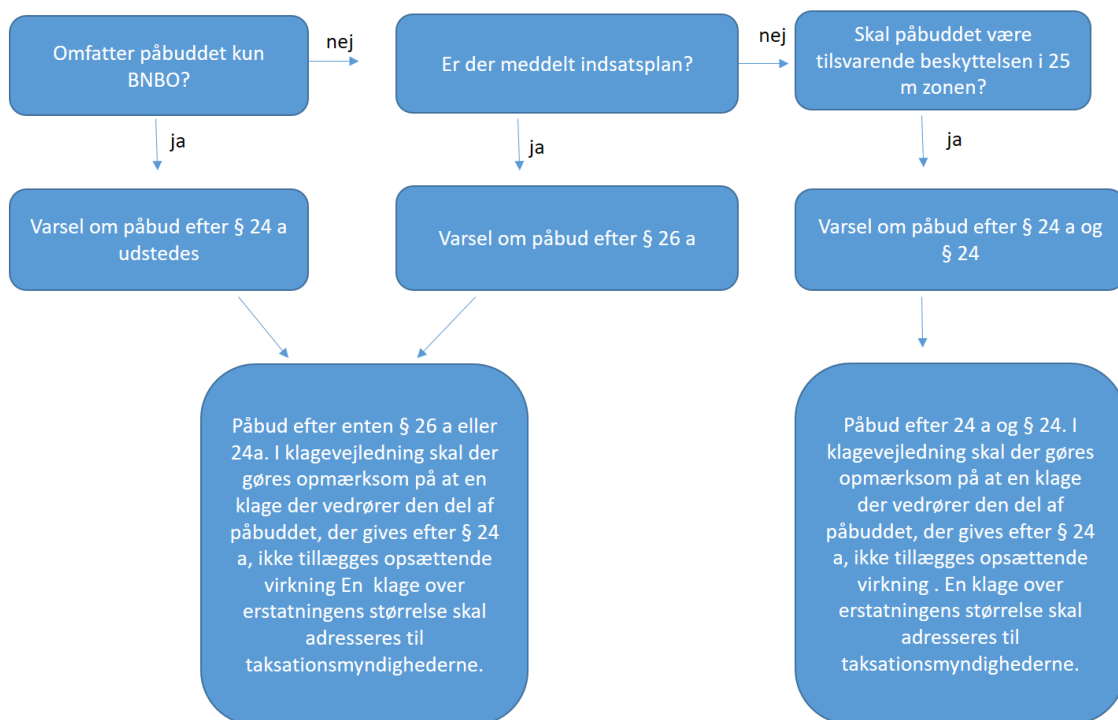 Omfatter påbuddet kun
BNBO?
nej
Er der meddelt indsatsplan?
nej
Skal påbuddet være
tilsvarende beskyttelsen i 25
m zonen?
ja
ja
ja
Varsel om påbud efter § 24 a
udstedes
Varsel om påbud efter § 26 a
Varsel om påbud efter § 24 a og
§ 24
Påbud efter enten § 26 a eller
24a. I klagevejledning skal der
gøres opmærksom på at en
klage der vedrører den del af
påbuddet, der gives efter § 24
a, ikke tillægges opsættende
virkning En  klage over
erstatningens størrelse skal
adresseres til
taksationsmyndighederne.
Påbud efter 24 a og § 24. I
klagevejledning skal der gøres
opmærksom på at en klage
der vedrører den del af
påbuddet, der gives efter § 24
a, ikke tillægges opsættende
virkning . En klage over
erstatningens størrelse skal
adresseres til
taksationsmyndighederne.